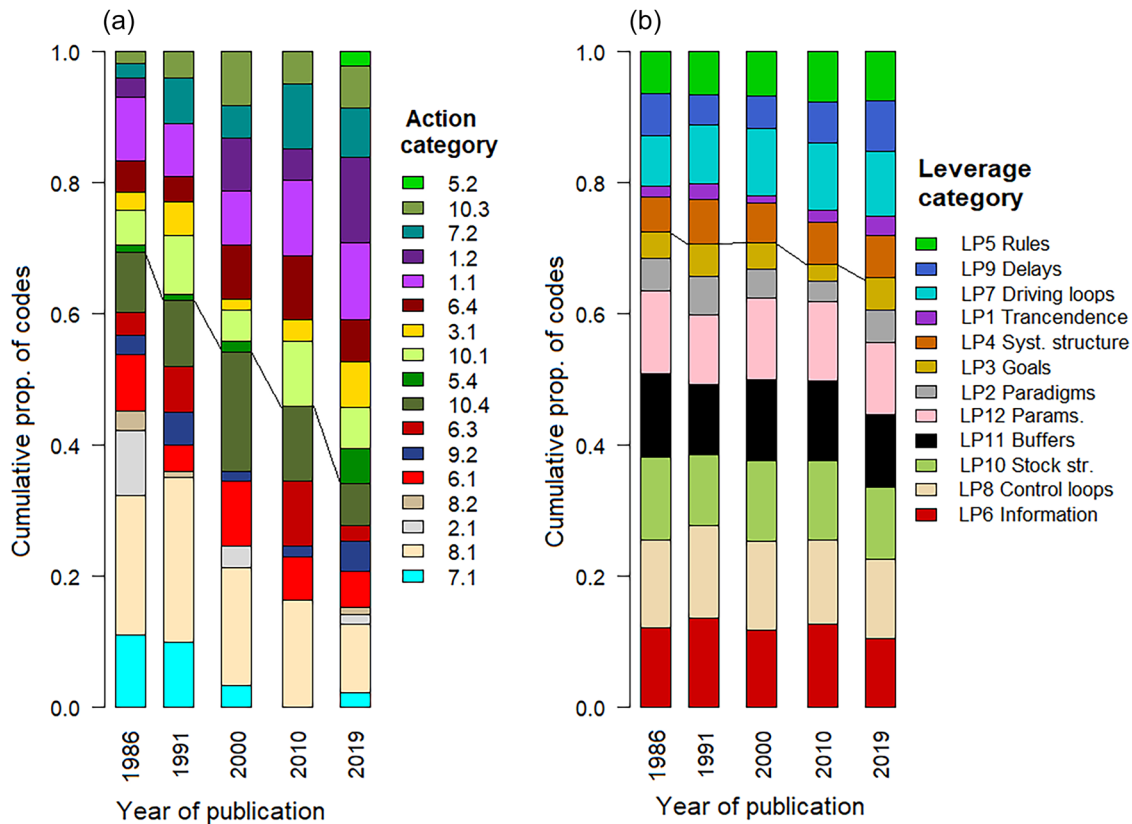 (a)
Cumulative prop. of codes
1.0
0.8
0.6
0.4
0.2
0.0
1986
1991
2000
2010
2019
Year of publication
Action
category
5.2
10.3
7.2
1.2
1.1
6.4
3.1
10.1
5.4
10.4
6.3
9.2
6.1
8.2
2.1
8.1
7.1
(b)
Cumulative prop. of codes
1.0
0.8
0.6
0.4
0.2
0.0
1986
1991
2000
2010
2019
Year of publication
Leverage
category
LP5 Rules
LP9 Delays
LP7 Driving loops
LP1 Trancendence
LP4 Syst. structure
LP3 Goals
LP2 Paradigms
LP12 Params.
LP11 Buffers
LP10 Stock str.
LP8 Control loops
LP6 Information